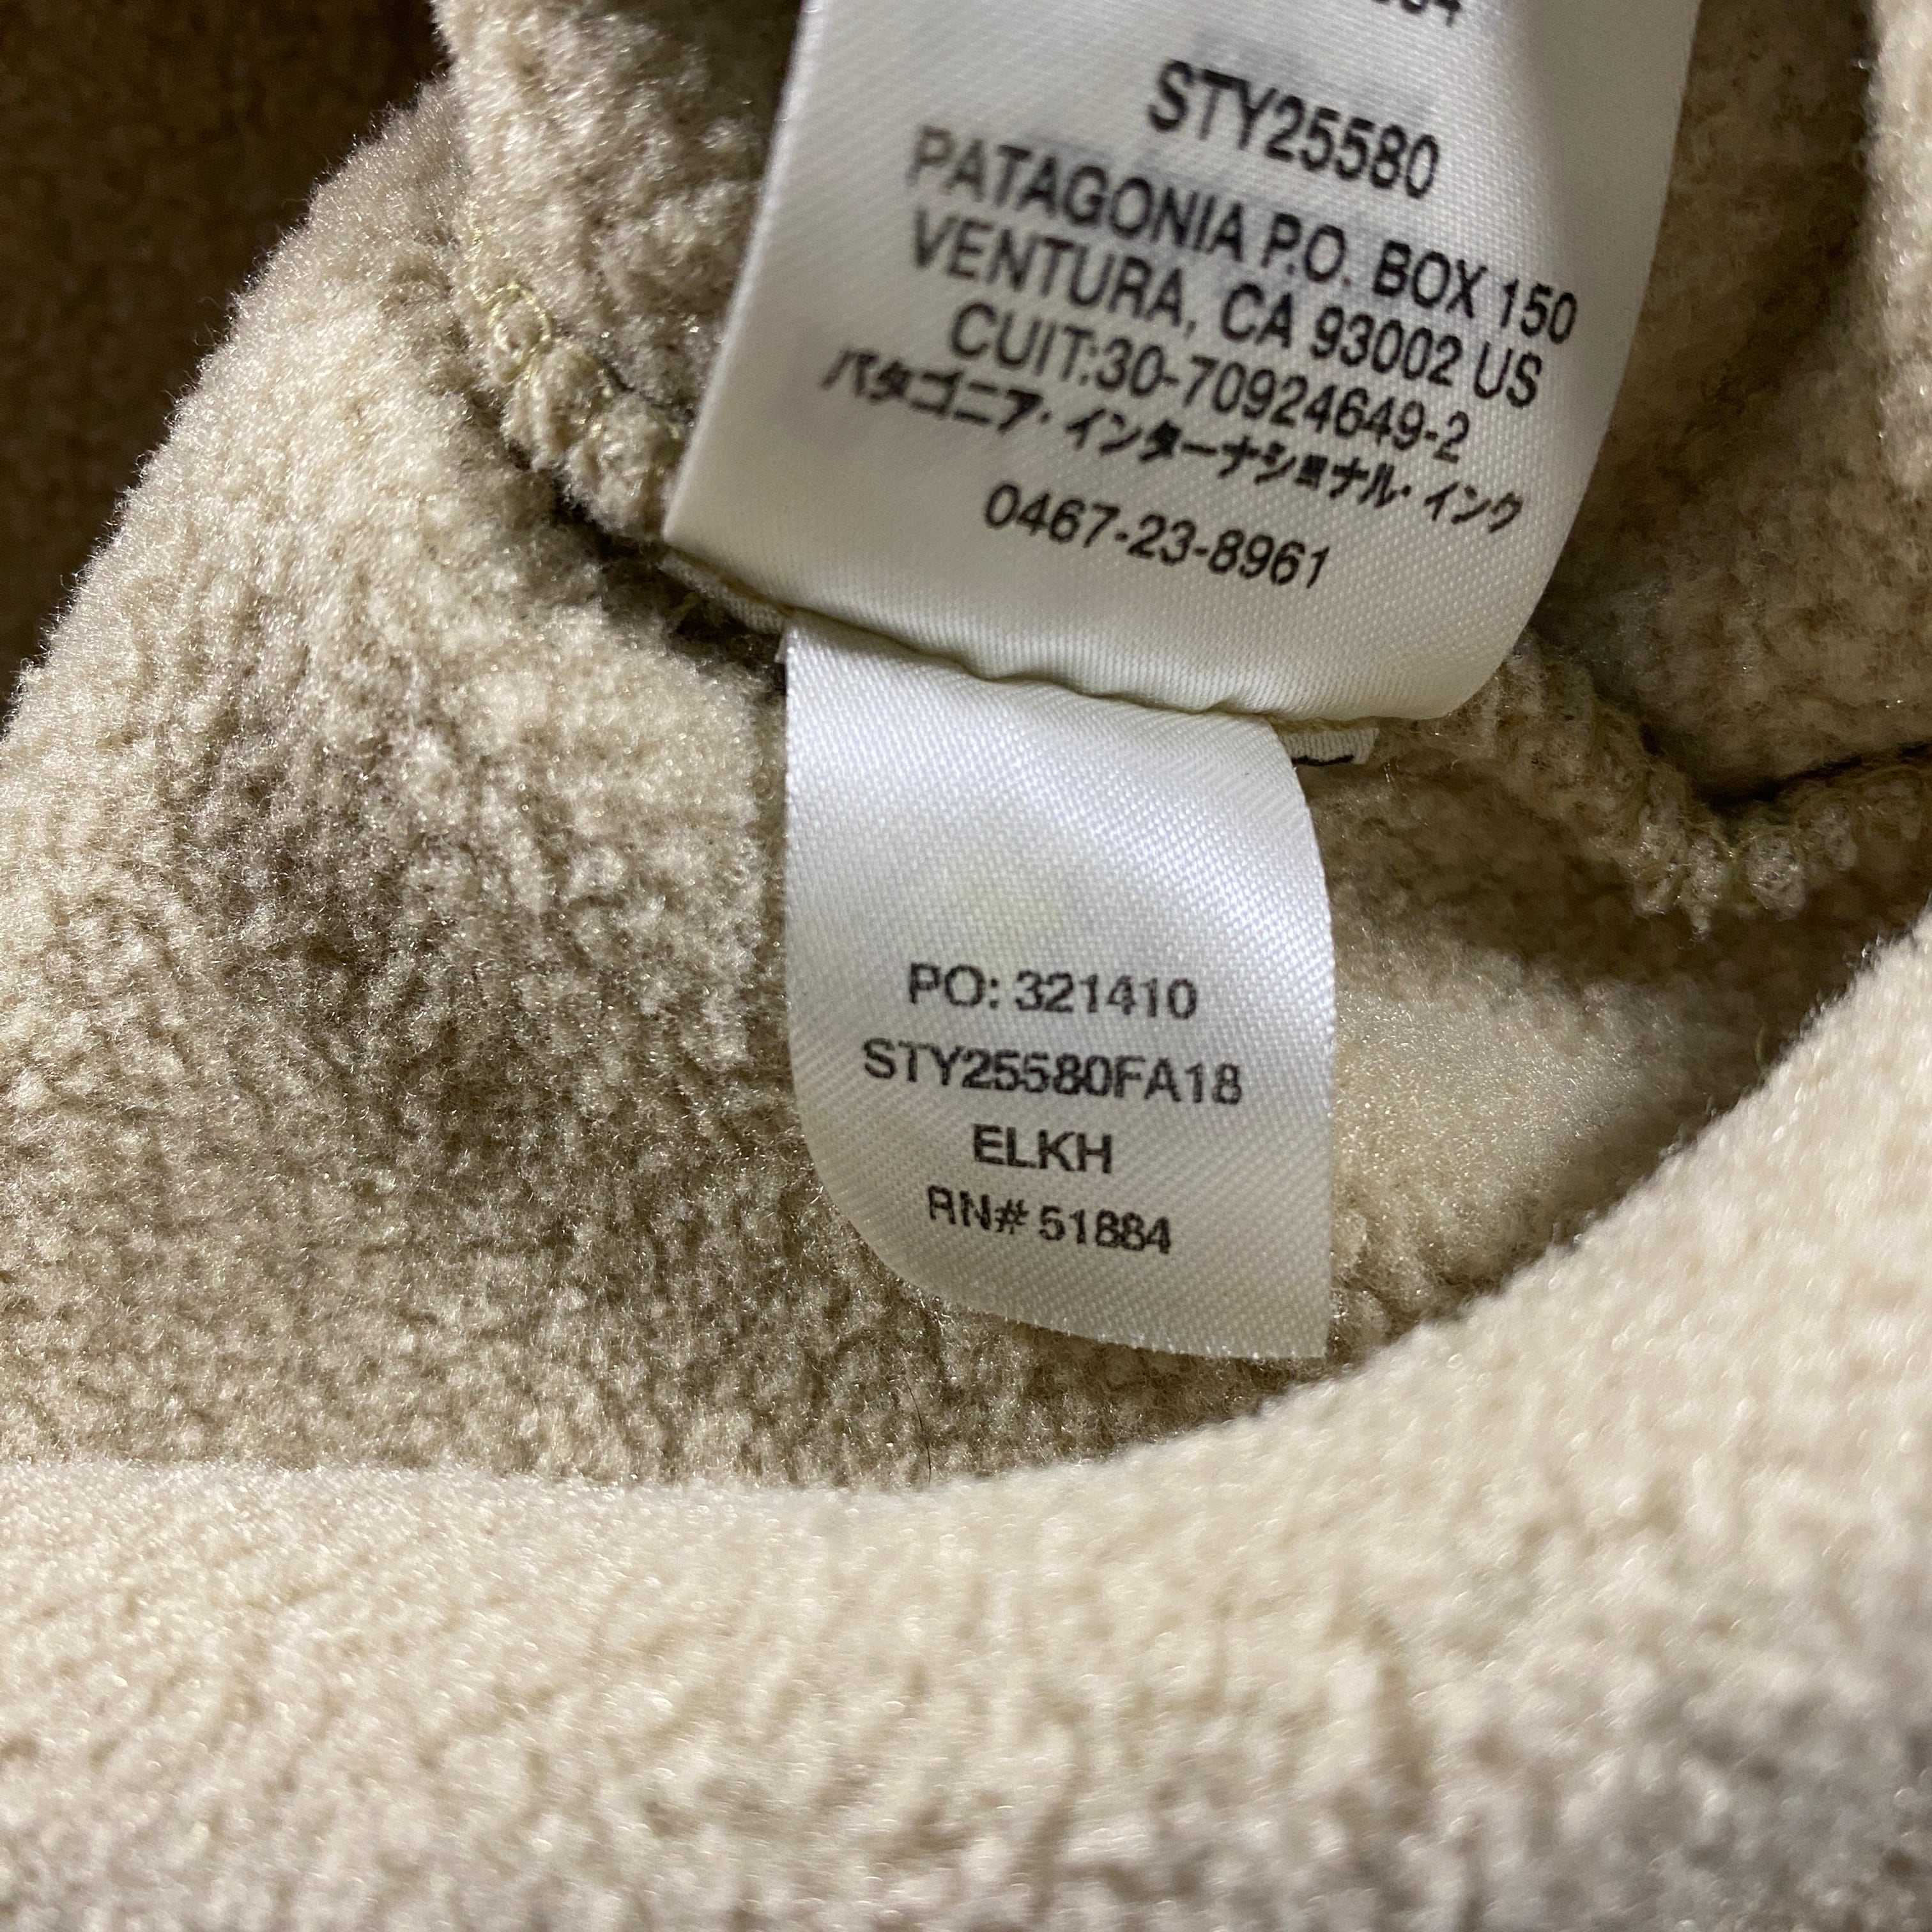 STY25580
PATAGONIA P.O. BOX 150
VENTURA, CA 93002 US
CUIT:30-70924649-2
パタゴニア・インターナショナル・インク
0467-23-8961
PO: 321410
STY25580FA18
ELKH
RN# 51884